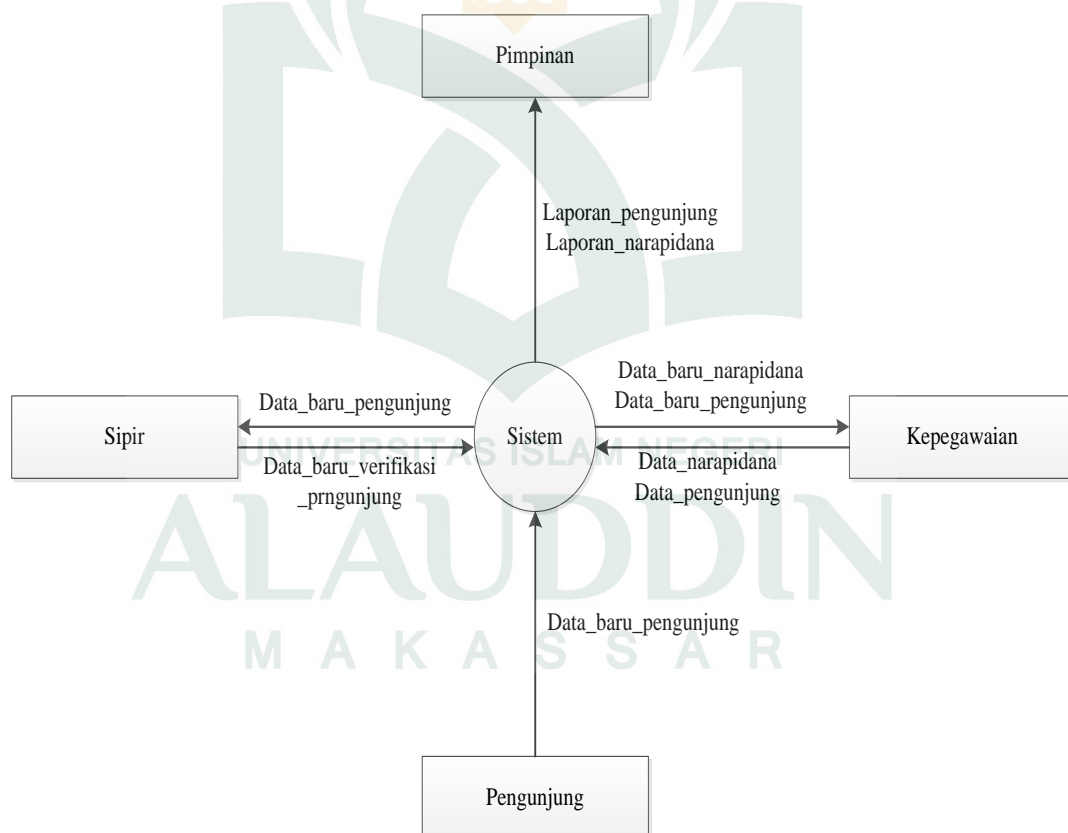 Pimpinan
Laporan_pengunjung
Laporan_narapidana
Data_baru_narapidana
Data_baru_pengunjung
Data_baru_pengunjung
Sipir
Sistem
Kepegawaian
UNIVERSITAS ISLAM NEGERI
Data_baru_verifikasi
_prngunjung
Data_narapidana
Data_pengunjung
ALAUDDIN
Data_baru_pengunjung
MAKASSAR
Pengunjung